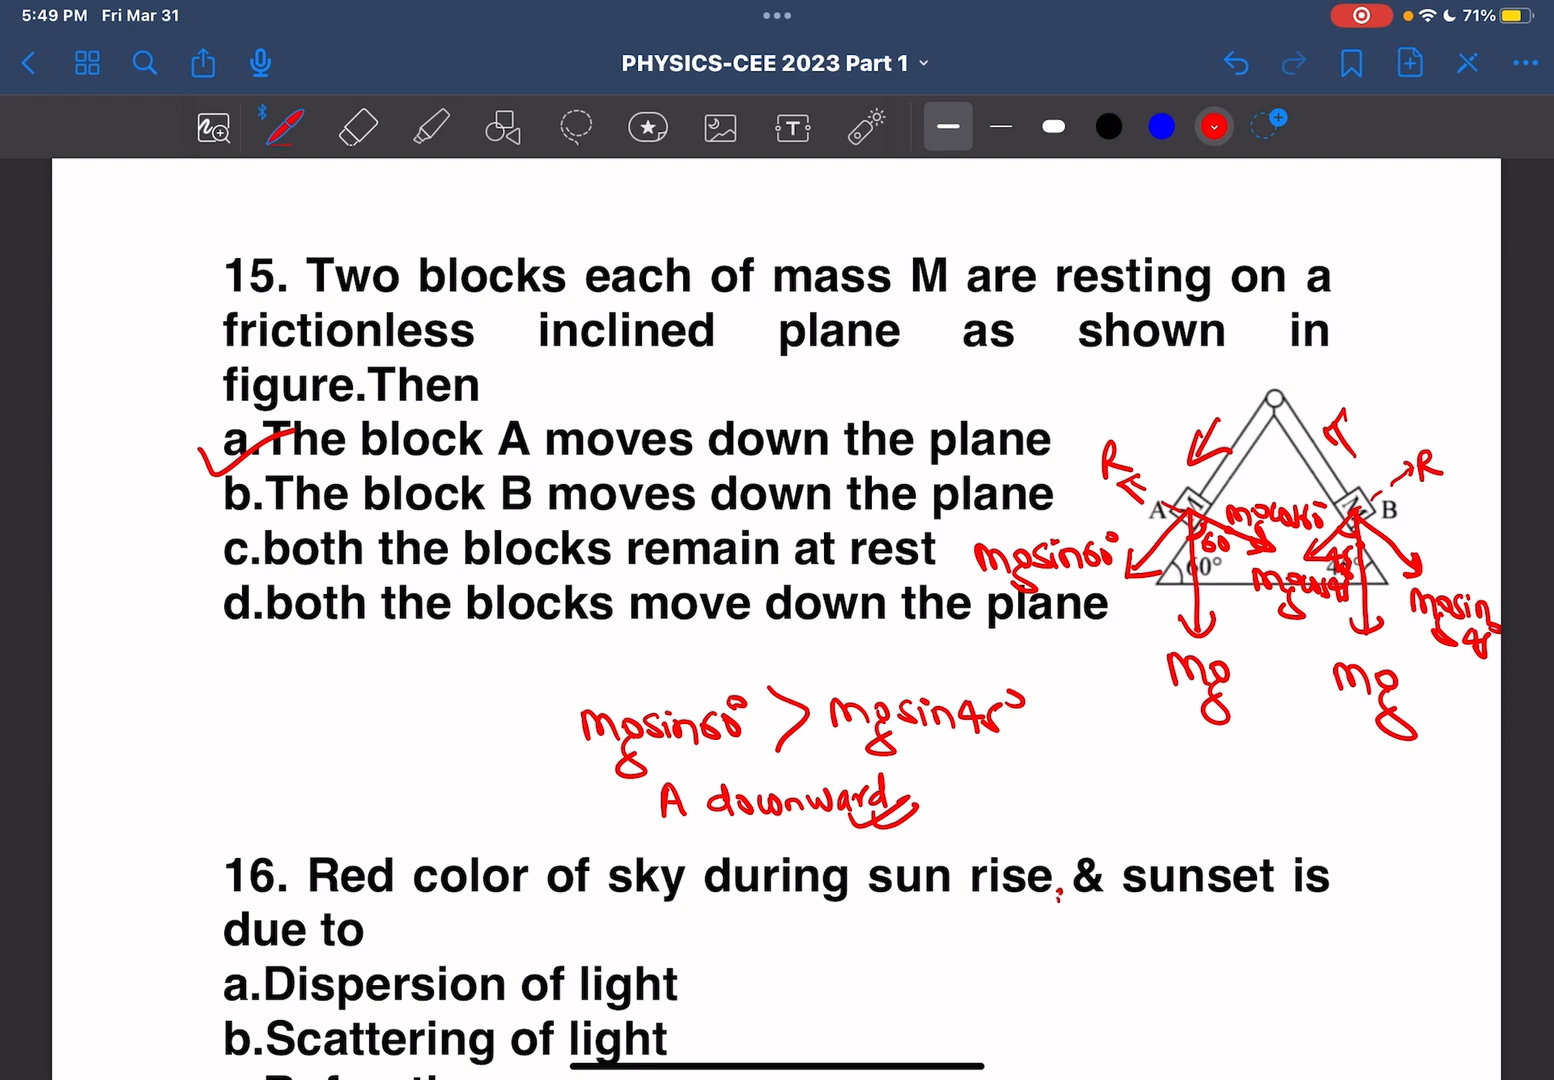 5:49 PM Fri Mar 31
71%
PHYSICS-CEE 2023 Part 1
T
15. Two blocks each of mass M are resting on a
frictionless inclined plane as shown in
figure.Then
a.The block A moves down the plane
b.The block B moves down the plane
c.both the blocks remain at rest
d.both the blocks move down the plane
R
R
A
B
60
60°
mgsin60°
Mg
Mg
mgsin60° > mgsin45°
A downward
16. Red color of sky during sun rise, & sunset is
due to
a.Dispersion of light
b.Scattering of light